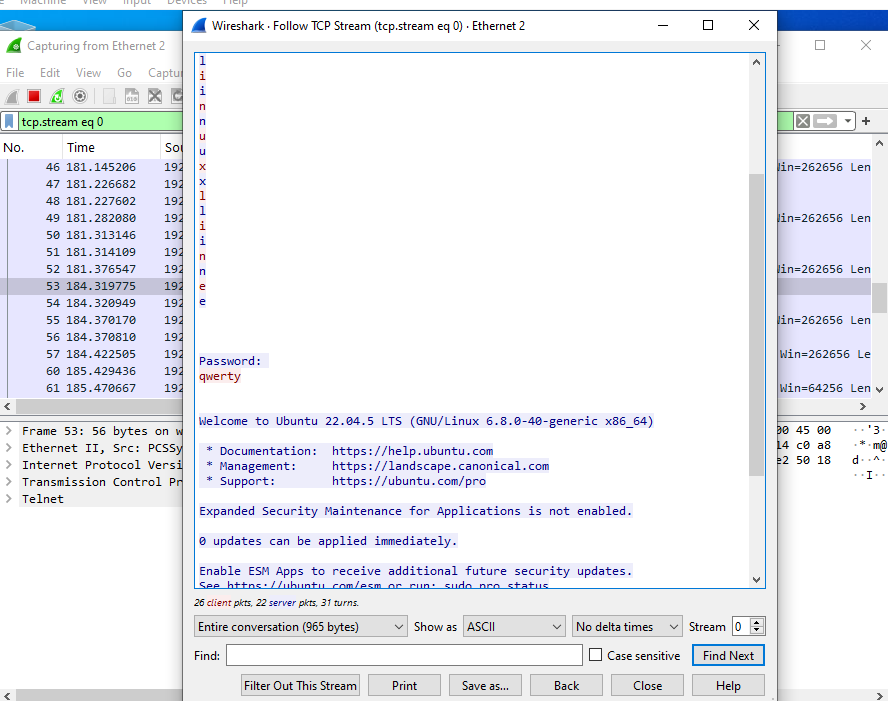 Machine View Input Devices Help
Wireshark · Follow TCP Stream (tcp.stream eq 0) · Ethernet 2
Capturing from Ethernet 2
File Edit View Go Captu
tcp.stream eq 0
No. Time Sou
46 181.145206 192 Win=262656 Len
47 181.226682 192
48 181.227602 192
49 181.282080 192 Win=262656 Len
50 181.313146 192
51 181.314109 192
52 181.376547 192 Win=262656 Len
53 184.319775 192
54 184.320949 192
55 184.370170 192 Win=262656 Len
56 184.370810 192
57 184.422505 192 Win=262656 Le
60 185.429436 192
61 185.470667 192 Win=64256 Len
Frame 53: 56 bytes on w
Ethernet II, Src: PCSSy
Internet Protocol Versi
Transmission Control Pr
Telnet
l
i
i
n
n
u
u
x
x
l
l
i
i
n
n
e
e
Password:
qwerty
Welcome to Ubuntu 22.04.5 LTS (GNU/Linux 6.8.0-40-generic x86_64)
* Documentation: https://help.ubuntu.com
* Management: https://landscape.canonical.com
* Support: https://ubuntu.com/pro
Expanded Security Maintenance for Applications is not enabled.
0 updates can be applied immediately.
Enable ESM Apps to receive additional future security updates.
See https://ubuntu.com/esm or run: sudo pro status
00 45 00 ··'3·
14 c0 a8 ·*·m@
e2 50 18 d··^·
··I··
26 client pkts, 22 server pkts, 31 turns.
Entire conversation (965 bytes) Show as ASCII No delta times Stream 0
Find: Case sensitive Find Next
Filter Out This Stream Print Save as... Back Close Help